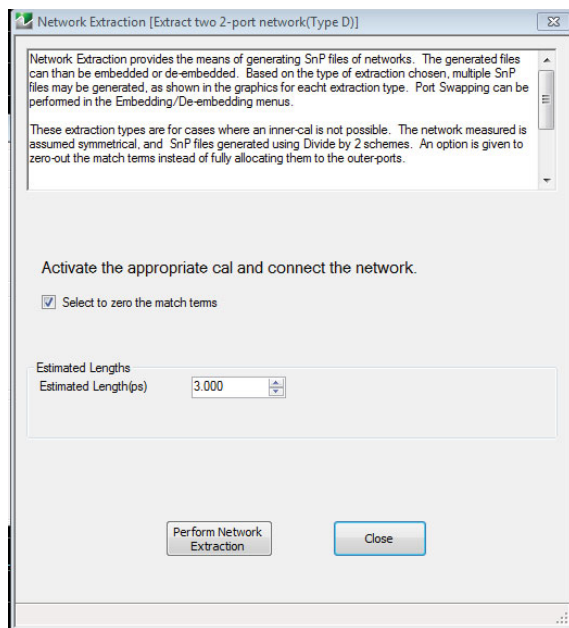 Network Extraction [Extract two 2-port network(Type D)]
Network Extraction provides the means of generating SnP files of networks.  The generated files
can than be embedded or de-embedded.  Based on the type of extraction chosen, multiple SnP
files may be generated, as shown in the graphics for eacht extraction type.  Port Swapping can be
performed in the Embedding/De-embedding menus.
These extraction types are for cases where an inner-cal is not possible.  The network measured is
assumed symmetrical, and  SnP files generated using Divide by 2 schemes.  An option is given to
zero-out the match terms instead of fully allocating them to the outer-ports.
Activate the appropriate cal and connect the network.
Select to zero the match terms
Estimated Lengths
Estimated Length(ps)
3.000
Perform Network
Extraction
Close